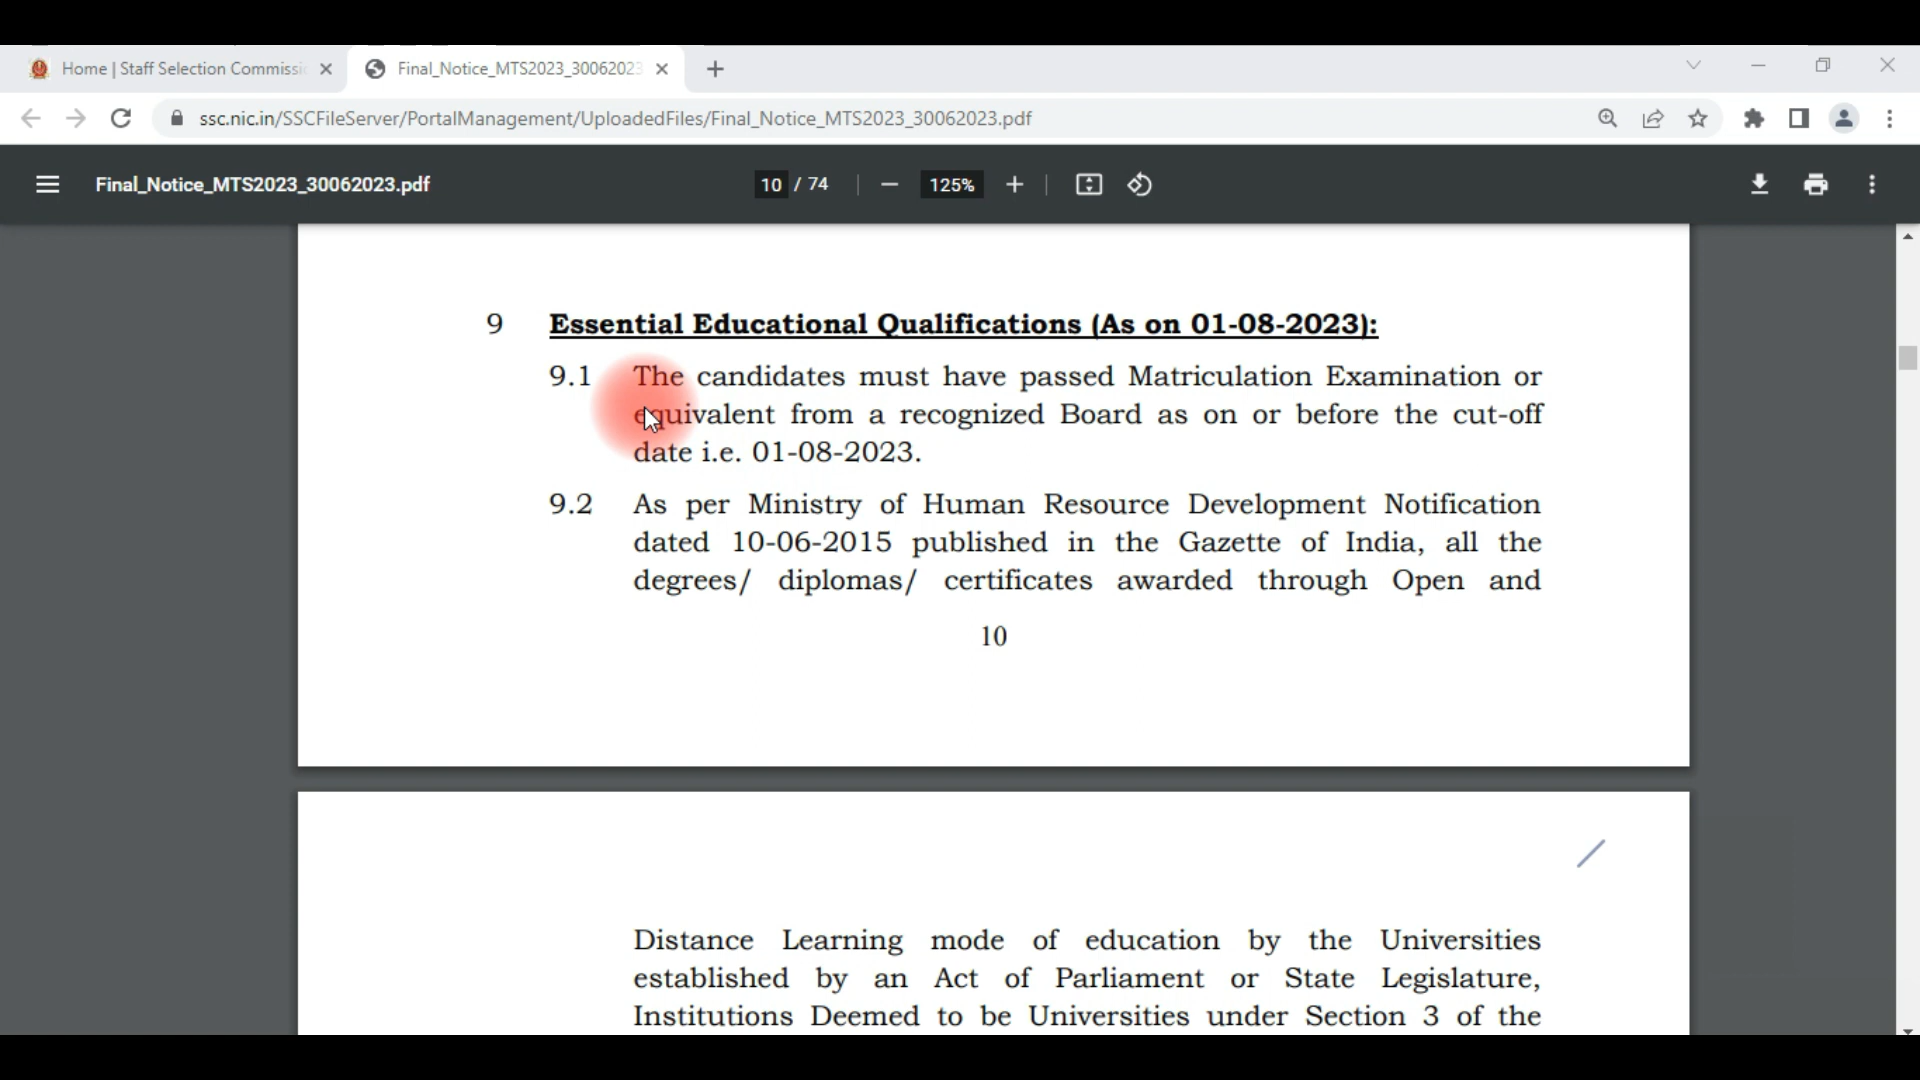 Home | Staff Selection Commissi
Final_Notice_MTS2023_30062023
ssc.nic.in/SSCFileServer/PortalManagement/UploadedFiles/Final_Notice_MTS2023_30062023.pdf
Final_Notice_MTS2023_30062023.pdf
10 / 74
125%
9 Essential Educational Qualifications (As on 01-08-2023):
9.1 The candidates must have passed Matriculation Examination or
equivalent from a recognized Board as on or before the cut-off
date i.e. 01-08-2023.
9.2 As per Ministry of Human Resource Development Notification
dated 10-06-2015 published in the Gazette of India, all the
degrees/ diplomas/ certificates awarded through Open and
10
Distance Learning mode of education by the Universities
established by an Act of Parliament or State Legislature,
Institutions Deemed to be Universities under Section 3 of the